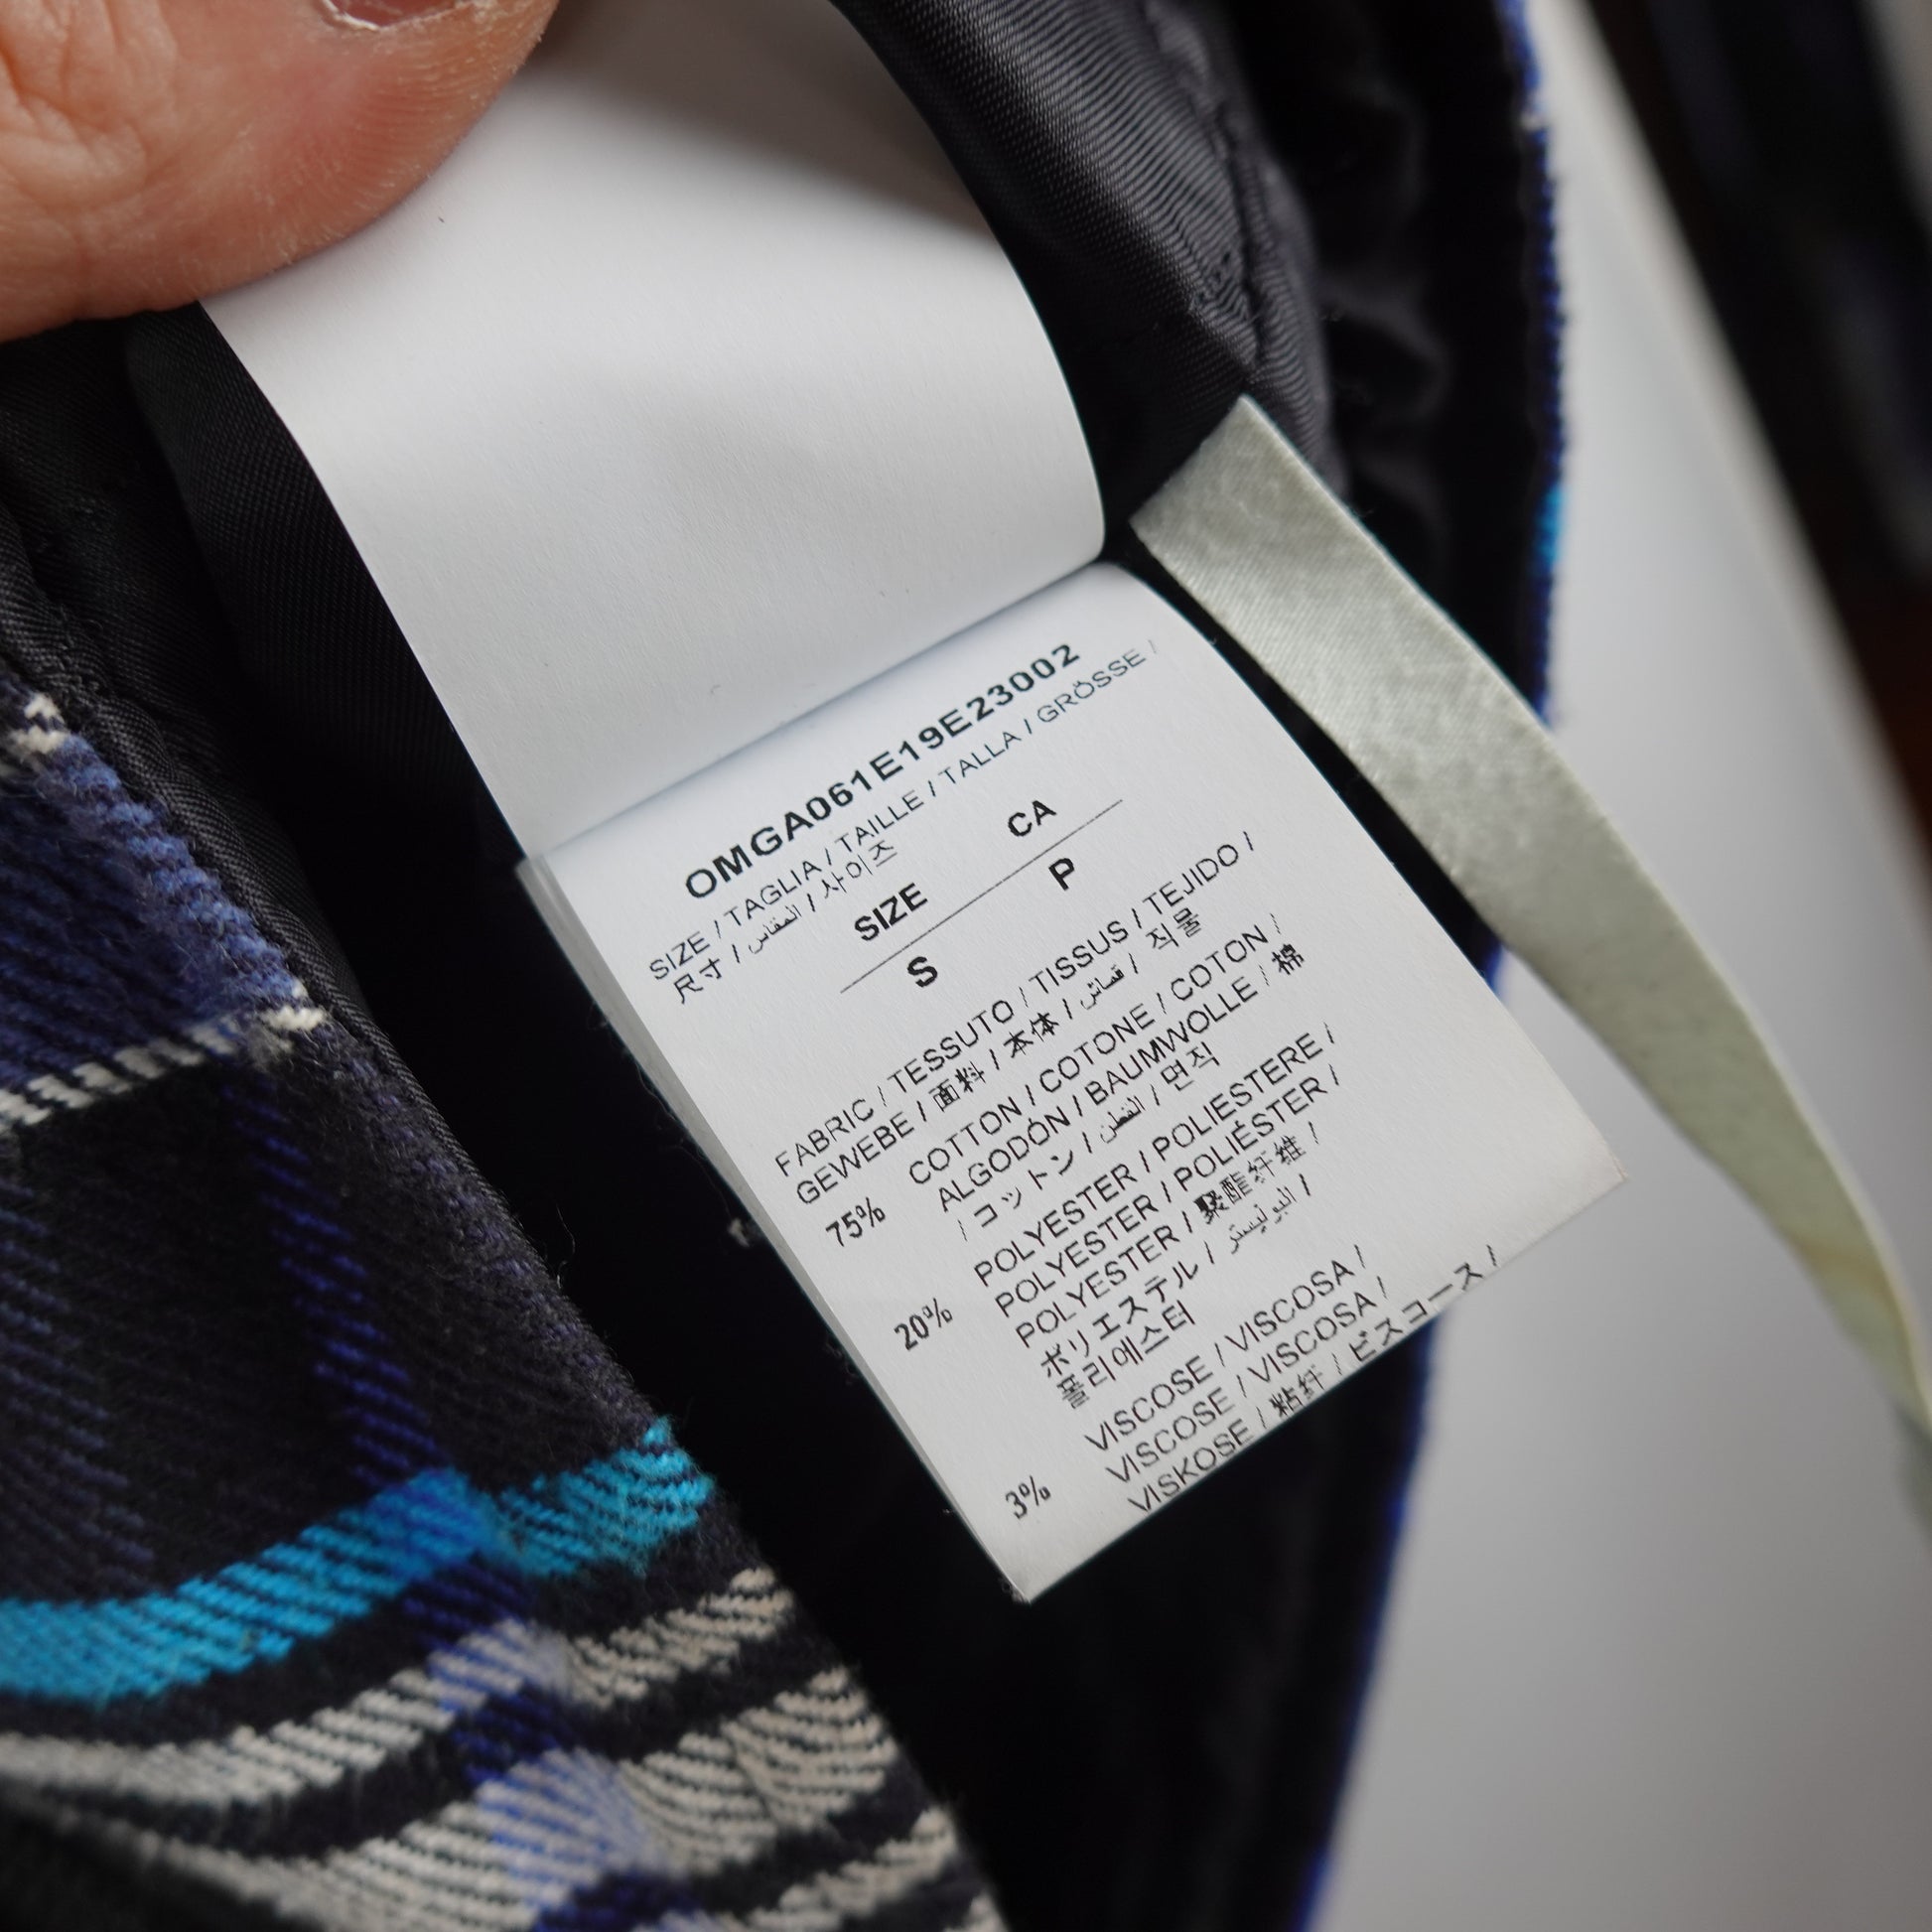 OMGA061E19E23002
SIZE / TAGLIA / TAILLE / TALLA / GRÖSSE /
尺寸 / المقاس / 사이즈
SIZE CA
S P
FABRIC / TESSUTO / TISSUS / TEJIDO /
GEWEBE / 面料 / 本体 / قماش / 직물
75% COTTON / COTONE / COTON /
ALGODÓN / BAUMWOLLE / 棉
/ コットン / القطن / 면직
20% POLYESTER / POLIESTERE /
POLYESTER / POLIÉSTER /
POLYESTER / 聚酯纤维 /
ポリエステル / البوليستر /
폴리에스터
3% VISCOSE / VISCOSA /
VISCOSE / VISCOSA /
VISKOSE / 粘纤 / ビスコース /